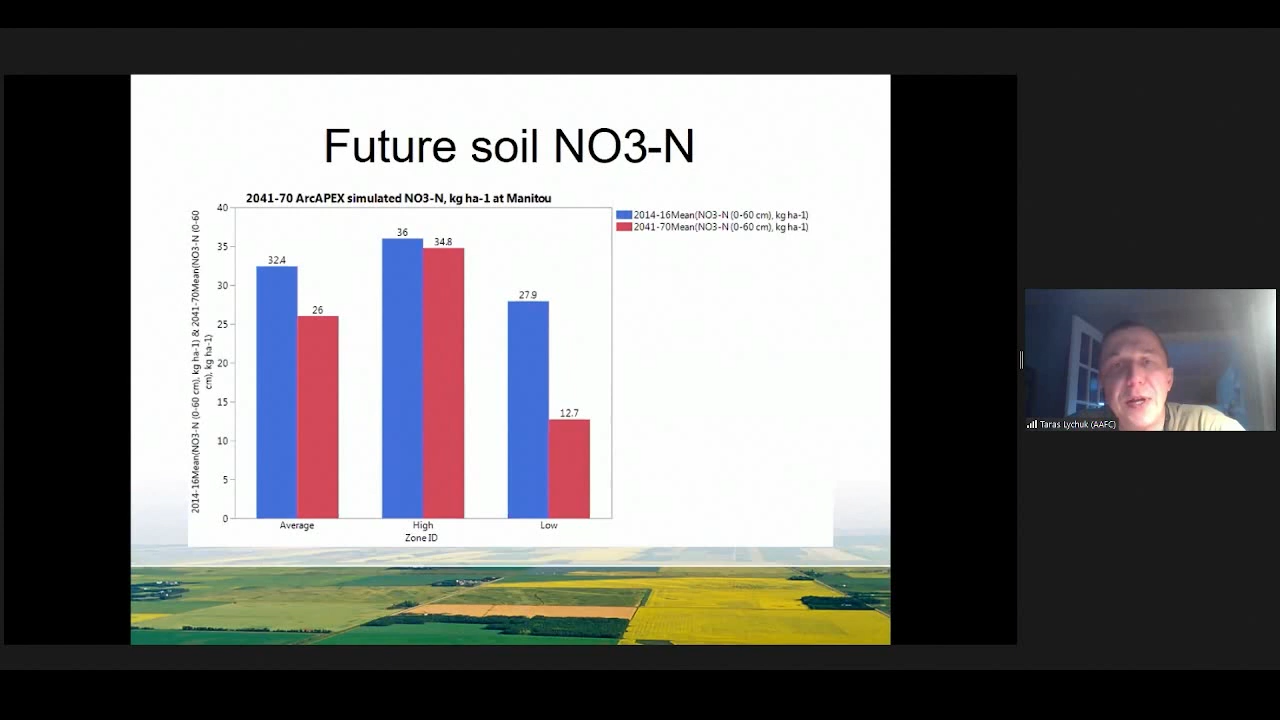 Future soil NO3-N
2041-70 ArcAPEX simulated NO3-N, kg ha-1 at Manitou
2014-16Mean(NO3-N (0-60 cm), kg ha-1) & 2041-70Mean(NO3-N (0-60
cm), kg ha-1)
40
35
30
25
20
15
10
5
0
32.4
26
36
34.8
27.9
12.7
Average
High
Low
Zone ID
2014-16Mean(NO3-N (0-60 cm), kg ha-1)
2041-70Mean(NO3-N (0-60 cm), kg ha-1)
Taras Lychuk (AAFC)